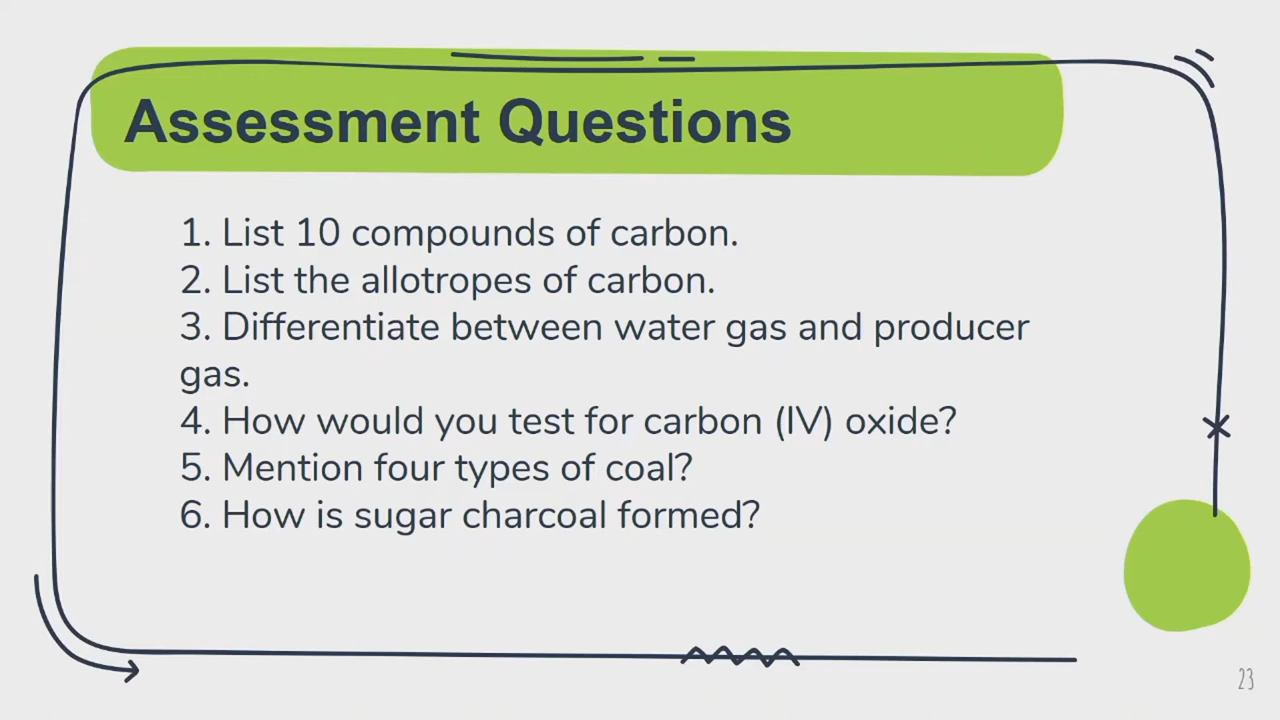 Assessment Questions
1. List 10 compounds of carbon.
2. List the allotropes of carbon.
3. Differentiate between water gas and producer
gas.
4. How would you test for carbon (IV) oxide?
5. Mention four types of coal?
6. How is sugar charcoal formed?
23